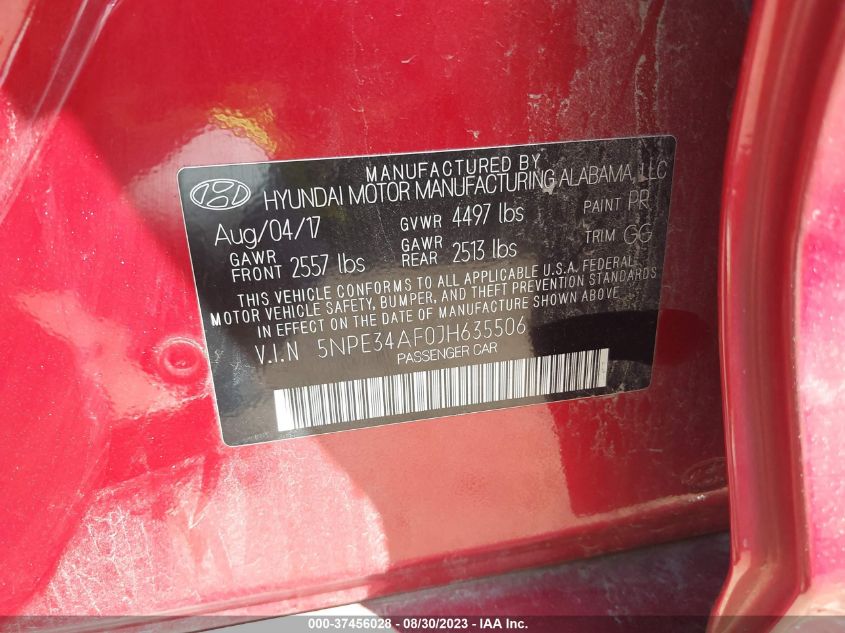 MANUFACTURED BY
HYUNDAI MOTOR MANUFACTURING ALABAMA, LLC
Aug/04/17 GVWR 4497 lbs PAINT PR
GAWR FRONT 2557 lbs GAWR REAR 2513 lbs TRIM GG
THIS VEHICLE CONFORMS TO ALL APPLICABLE U.S.A. FEDERAL
MOTOR VEHICLE SAFETY, BUMPER, AND THEFT PREVENTION STANDARDS
IN EFFECT ON THE DATE OF MANUFACTURE SHOWN ABOVE
V.I.N 5NPE34AF0JH635506
PASSENGER CAR
000-37456028 - 08/30/2023 - IAA Inc.